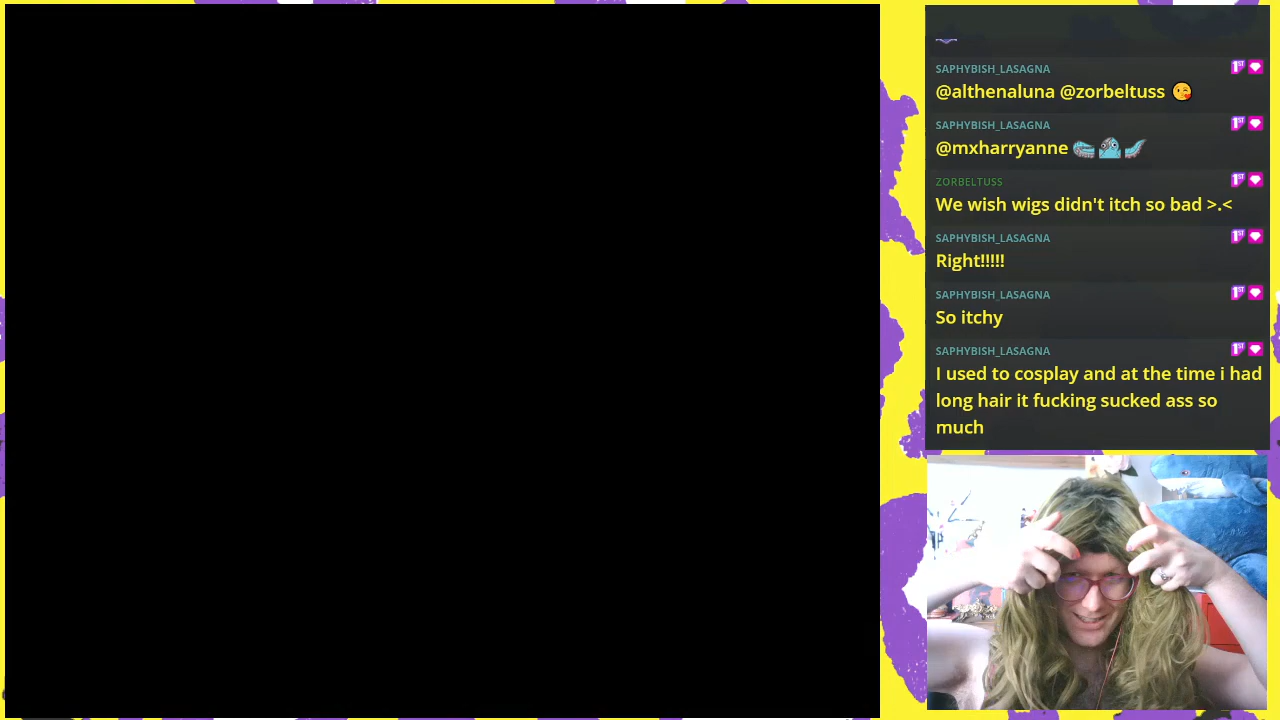 SAPHYBISH_LASAGNA
@althenaluna @zorbeltuss
SAPHYBISH_LASAGNA
@mxharryanne
ZORBELTUSS
We wish wigs didn't itch so bad >.<
SAPHYBISH_LASAGNA
Right!!!!!
SAPHYBISH_LASAGNA
So itchy
SAPHYBISH_LASAGNA
I used to cosplay and at the time i had
long hair it fucking sucked ass so
much